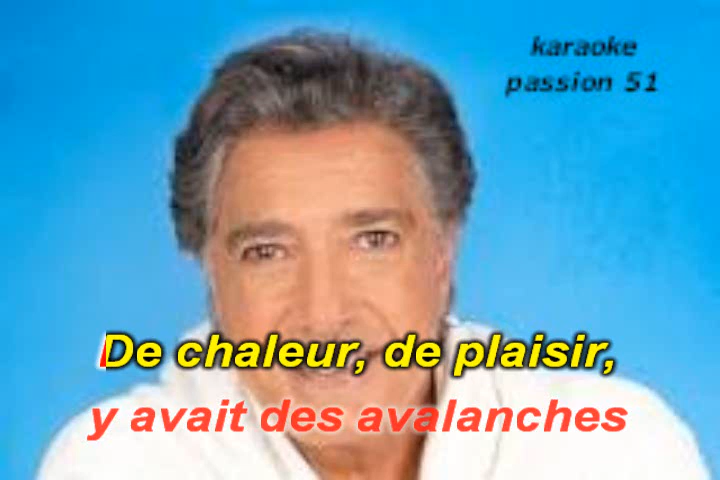 karaoke
passion 51
De chaleur, de plaisir,
y avait des avalanches